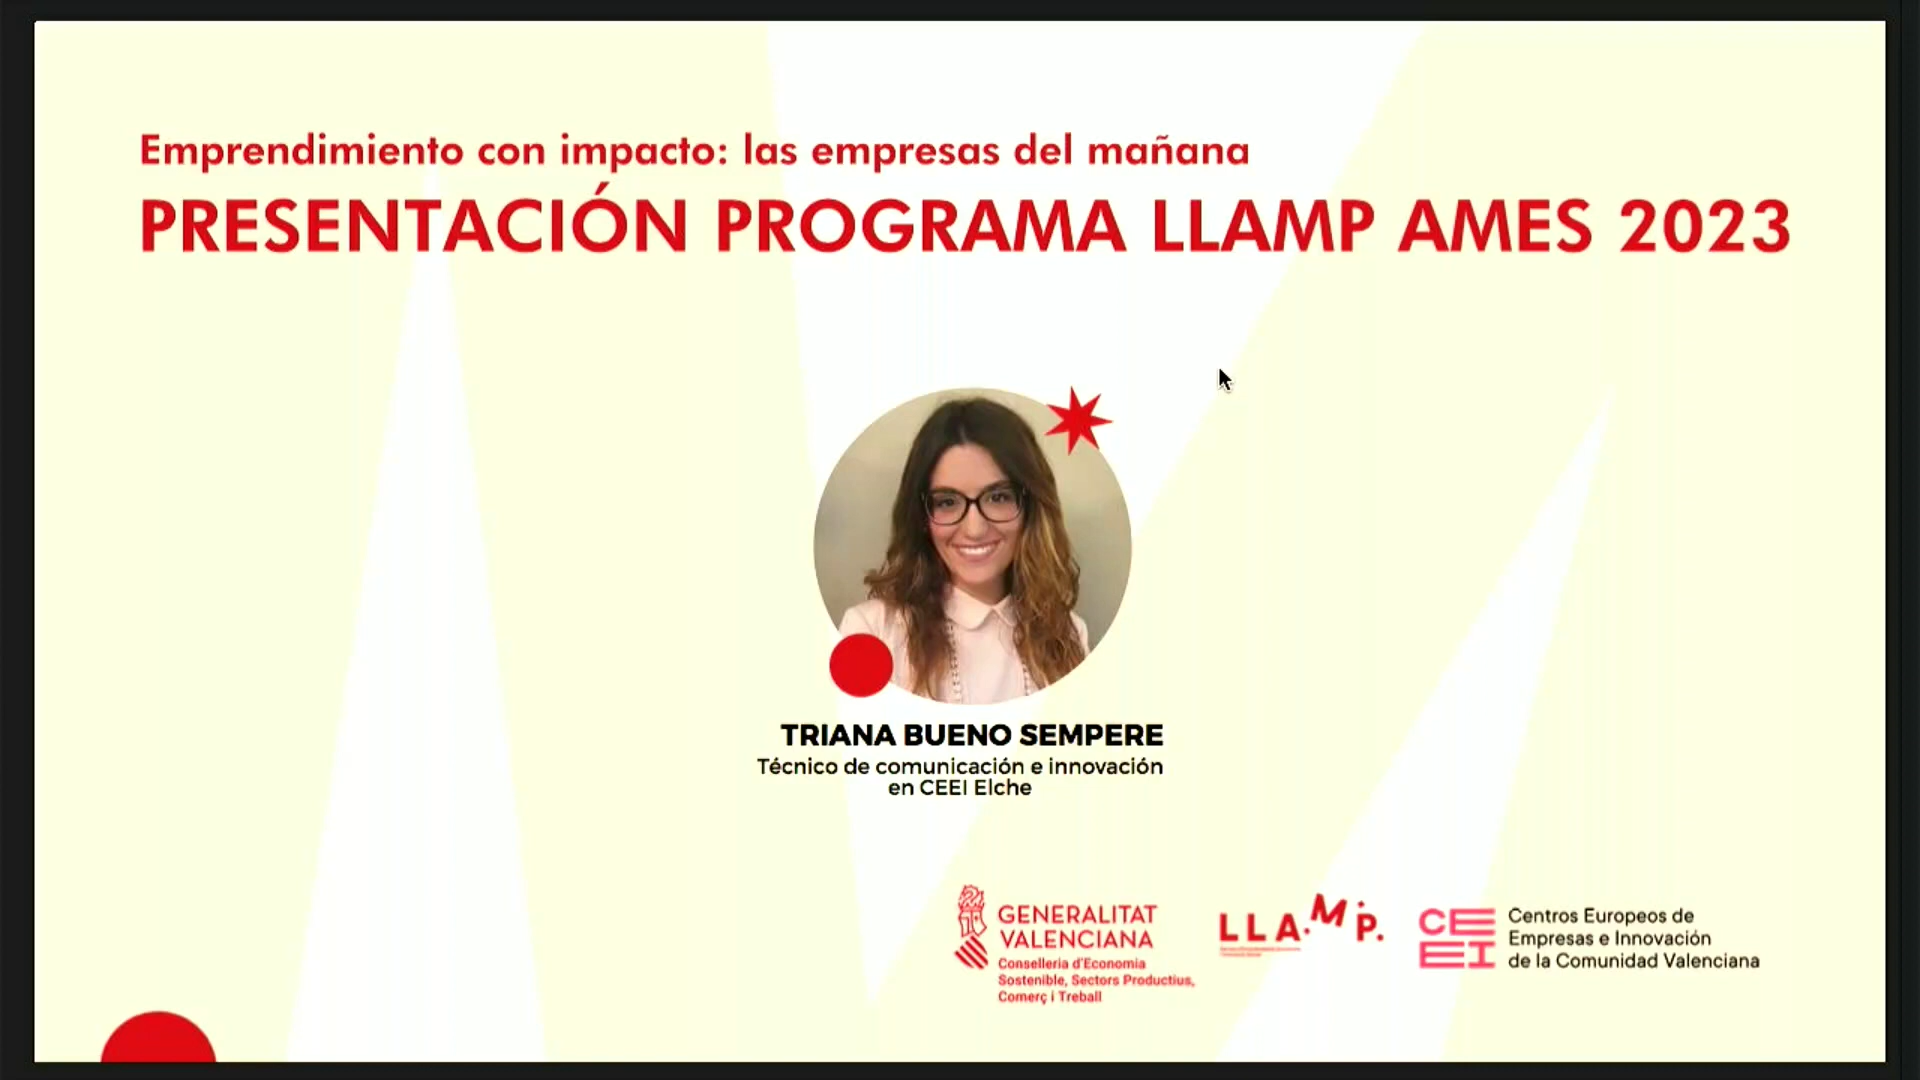 Emprendimiento con impacto: las empresas del mañana
PRESENTACIÓN PROGRAMA LLAMP AMES 2023
TRIANA BUENO SEMPERE
Técnico de comunicación e innovación
en CEEI Elche
GENERALITAT
VALENCIANA
Conselleria d'Economia
Sostenible, Sectors Productius,
Comerç i Treball
LLA.M.P.
CEEI
Centros Europeos de
Empresas e Innovación
de la Comunidad Valenciana